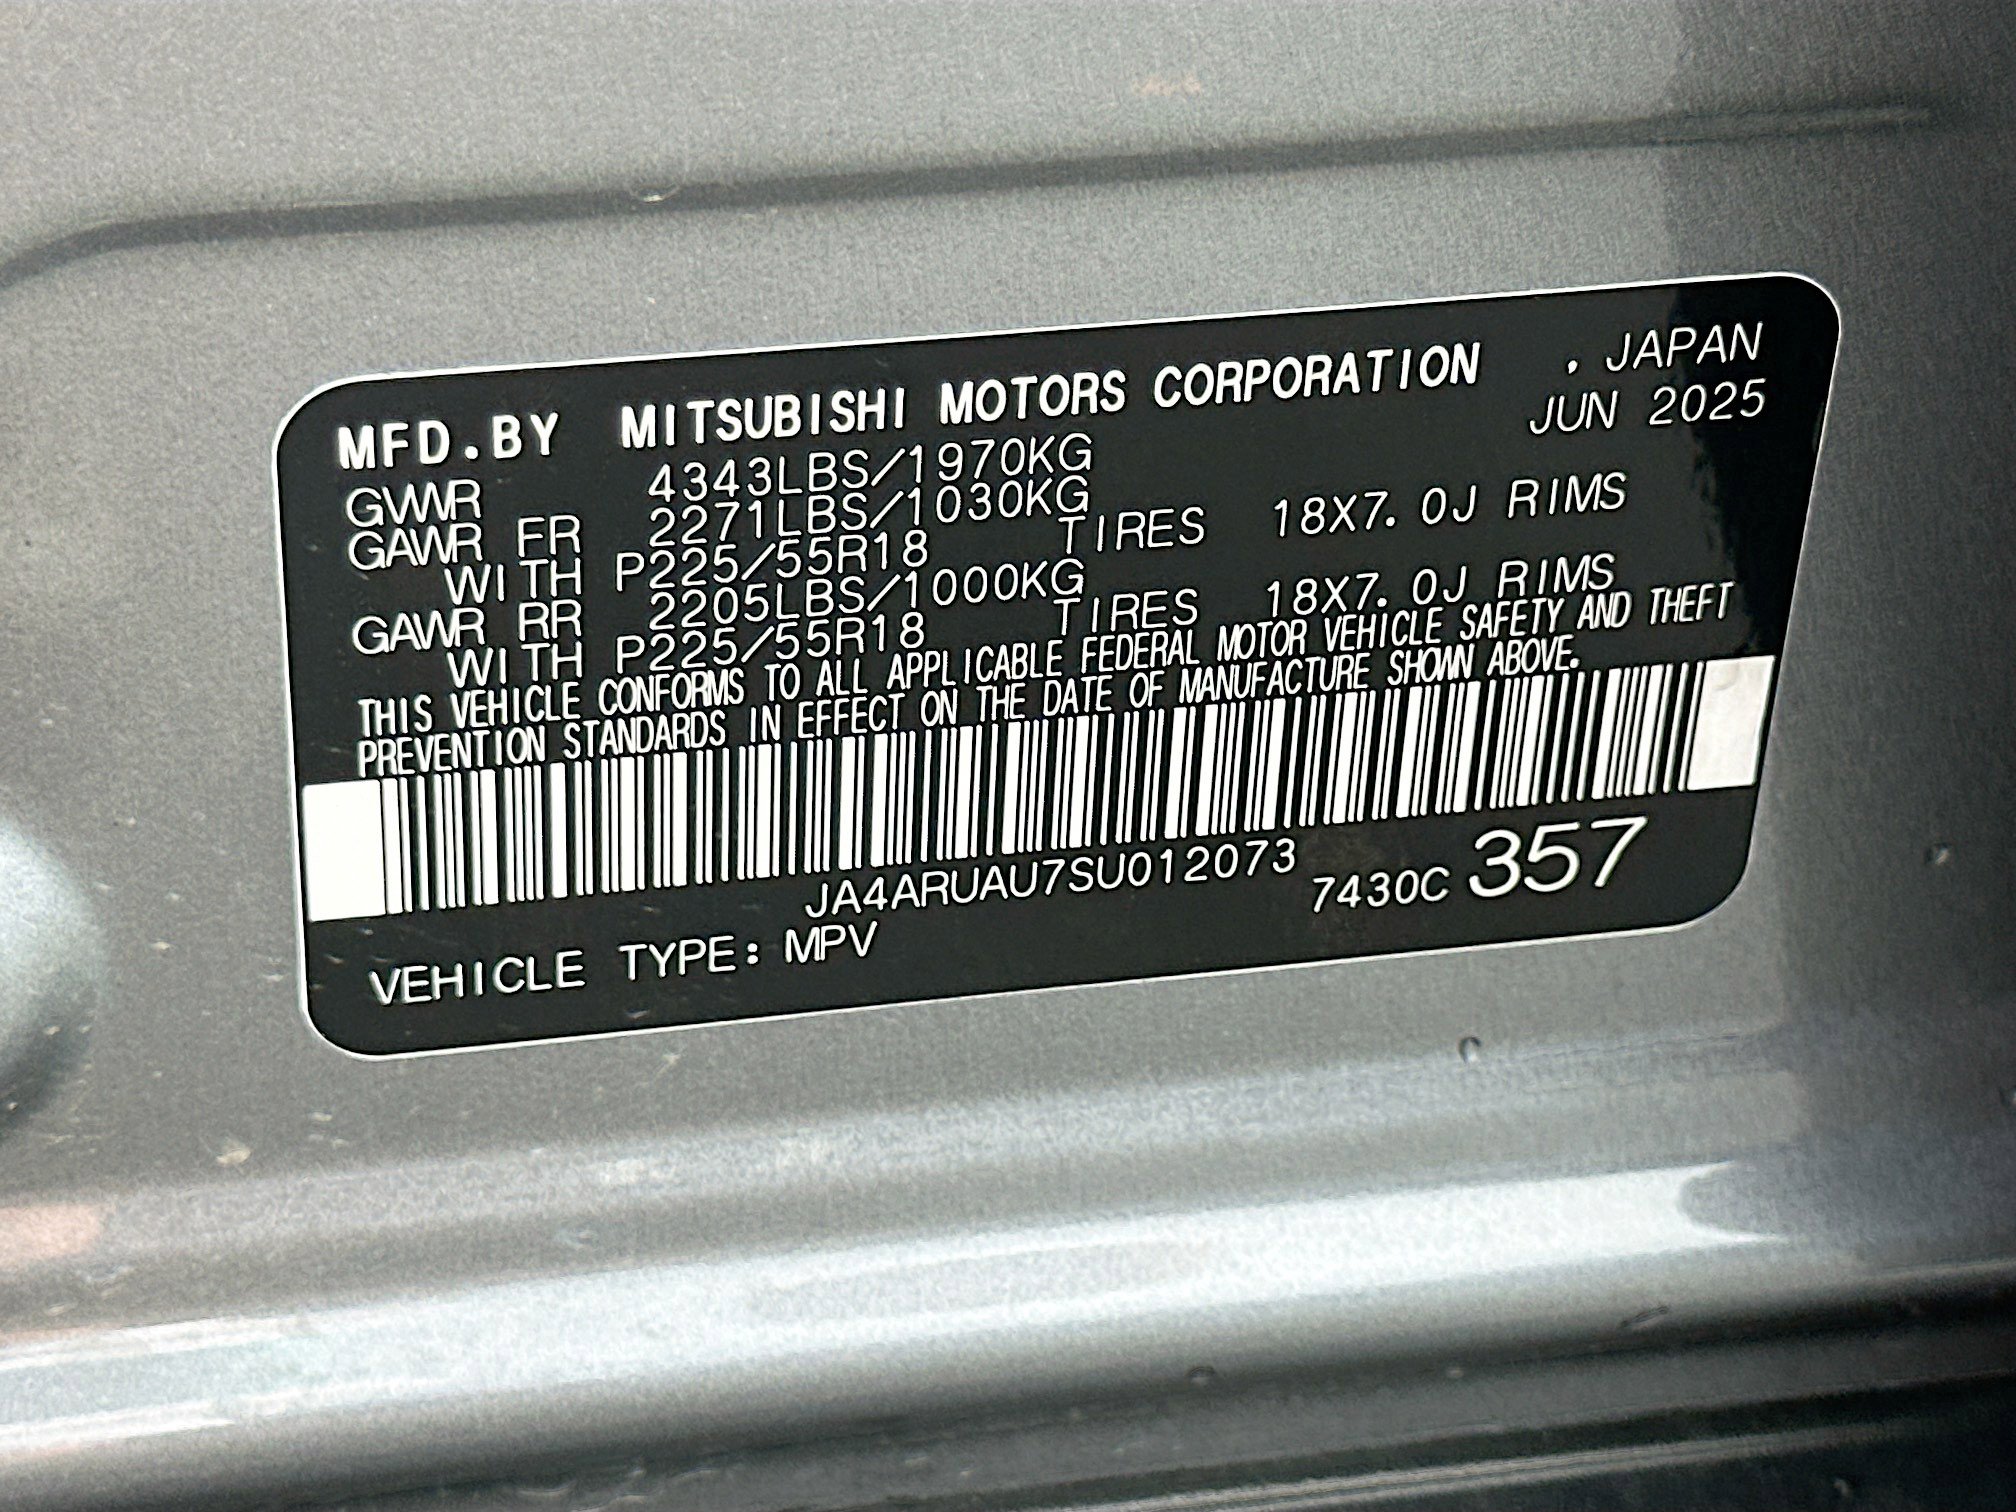 MFD.BY MITSUBISHI MOTORS CORPORATION , JAPAN
JUN 2025
GVWR 4343LBS/1970KG
GAWR FR 2271LBS/1030KG
WITH P225/55R18 TIRES 18X7.0J RIMS
GAWR RR 2205LBS/1000KG
WITH P225/55R18 TIRES 18X7.0J RIMS
THIS VEHICLE CONFORMS TO ALL APPLICABLE FEDERAL MOTOR VEHICLE SAFETY AND THEFT
PREVENTION STANDARDS IN EFFECT ON THE DATE OF MANUFACTURE SHOWN ABOVE.
JA4ARUAU7SU012073 7430C 357
VEHICLE TYPE: MPV